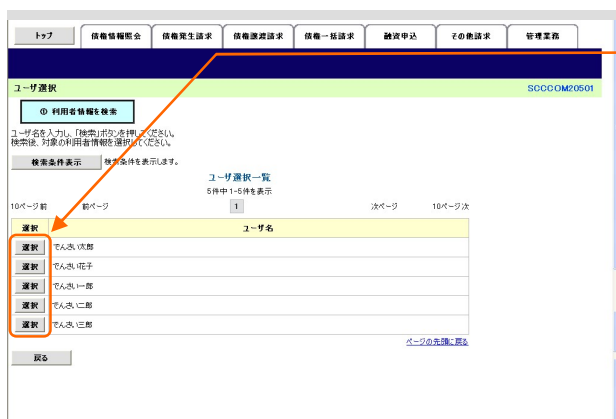 トップ 債権情報照会 債権発生請求 債権譲渡請求 債権一括請求 融資申込 その他請求 管理業務
ユーザ選択 SCCCOM20501
① 利用者情報を検索
ユーザ名を入力し、「検索」ボタンを押してください。
検索後、対象の利用者情報を選択してください。
検索条件表示 検索条件を表示します。
ユーザ選択一覧
5件中 1-5件を表示
10ページ前 前ページ 1 次ページ 10ページ次
選択 ユーザ名
選択 でんさい太郎
選択 でんさい花子
選択 でんさい一郎
選択 でんさい二郎
選択 でんさい三郎
ページの先頭に戻る
戻る